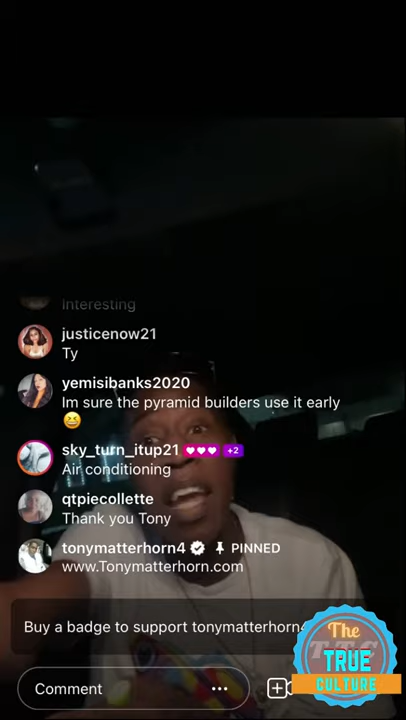 Interesting
justicenow21
Ty
yemisibanks2020
Im sure the pyramid builders use it early
😆
sky_turn_itup21 +2
Air conditioning
qtpiecollette
Thank you Tony
tonymatterhorn4 PINNED
www.Tonymatterhorn.com
Buy a badge to support tonymatterhorn4
Comment
The
TRUE
CULTURE